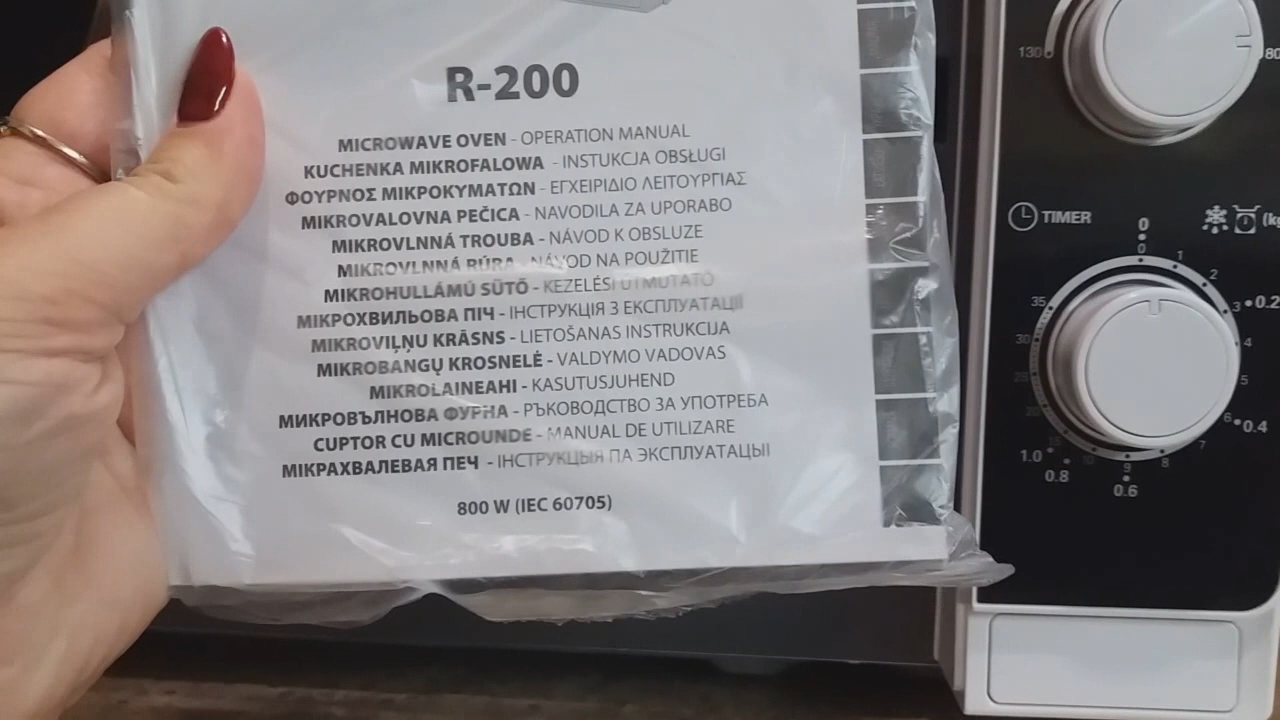 R-200
MICROWAVE OVEN - OPERATION MANUAL
KUCHENKA MIKROFALOWA - INSTUKCJA OBSŁUGI
ΦΟΥΡΝΟΣ ΜΙΚΡΟΚΥΜΑΤΩΝ - ΕΓΧΕΙΡΙΔΙΟ ΛΕΙΤΟΥΡΓΙΑΣ
MIKROVALOVNA PEČICA - NAVODILA ZA UPORABO
MIKROVLNNÁ TROUBA - NÁVOD K OBSLUZE
MIKROVLNNÁ RÚRA - NÁVOD NA POUŽITIE
MIKROHULLÁMÚ SÜTŐ - KEZELÉSI ÚTMUTATÓ
МІКРОХВИЛЬОВА ПІЧ - ІНСТРУКЦІЯ З ЕКСПЛУАТАЦІЇ
MIKROVIĻŅU KRĀSNS - LIETOŠANAS INSTRUKCIJA
MIKROBANGŲ KROSNELĖ - VALDYMO VADOVAS
MIKROLAINEAHI - KASUTUSJUHEND
МИКРОВЪЛНОВА ФУРНА - РЪКОВОДСТВО ЗА УПОТРЕБА
CUPTOR CU MICROUNDE - MANUAL DE UTILIZARE
МІКРАХВАЛЕВАЯ ПЕЧ - ІНСТРУКЦЫЯ ПА ЭКСПЛУАТАЦЫІ
800 W (IEC 60705)
130 80
TIMER
0
0 1 2 3 4 5 6 7 8 9 10 15 30 35
0.2
0.4
0.6
0.8
1.0
(kg